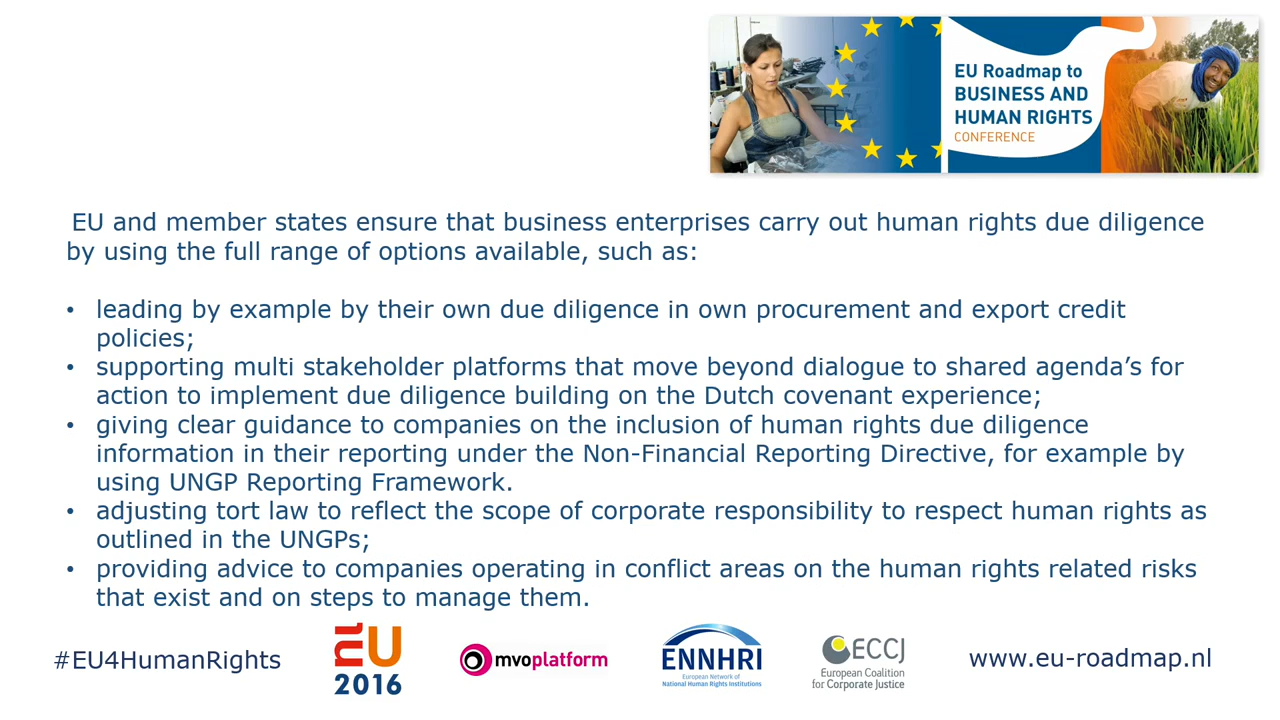 EU Roadmap to
BUSINESS AND
HUMAN RIGHTS
CONFERENCE
EU and member states ensure that business enterprises carry out human rights due diligence
by using the full range of options available, such as:
• leading by example by their own due diligence in own procurement and export credit
policies;
• supporting multi stakeholder platforms that move beyond dialogue to shared agenda’s for
action to implement due diligence building on the Dutch covenant experience;
• giving clear guidance to companies on the inclusion of human rights due diligence
information in their reporting under the Non-Financial Reporting Directive, for example by
using UNGP Reporting Framework.
• adjusting tort law to reflect the scope of corporate responsibility to respect human rights as
outlined in the UNGPs;
• providing advice to companies operating in conflict areas on the human rights related risks
that exist and on steps to manage them.
#EU4HumanRights
nl EU
2016
mvoplatform
ENNHRI
European Network of
National Human Rights Institutions
ECCJ
European Coalition
for Corporate Justice
www.eu-roadmap.nl